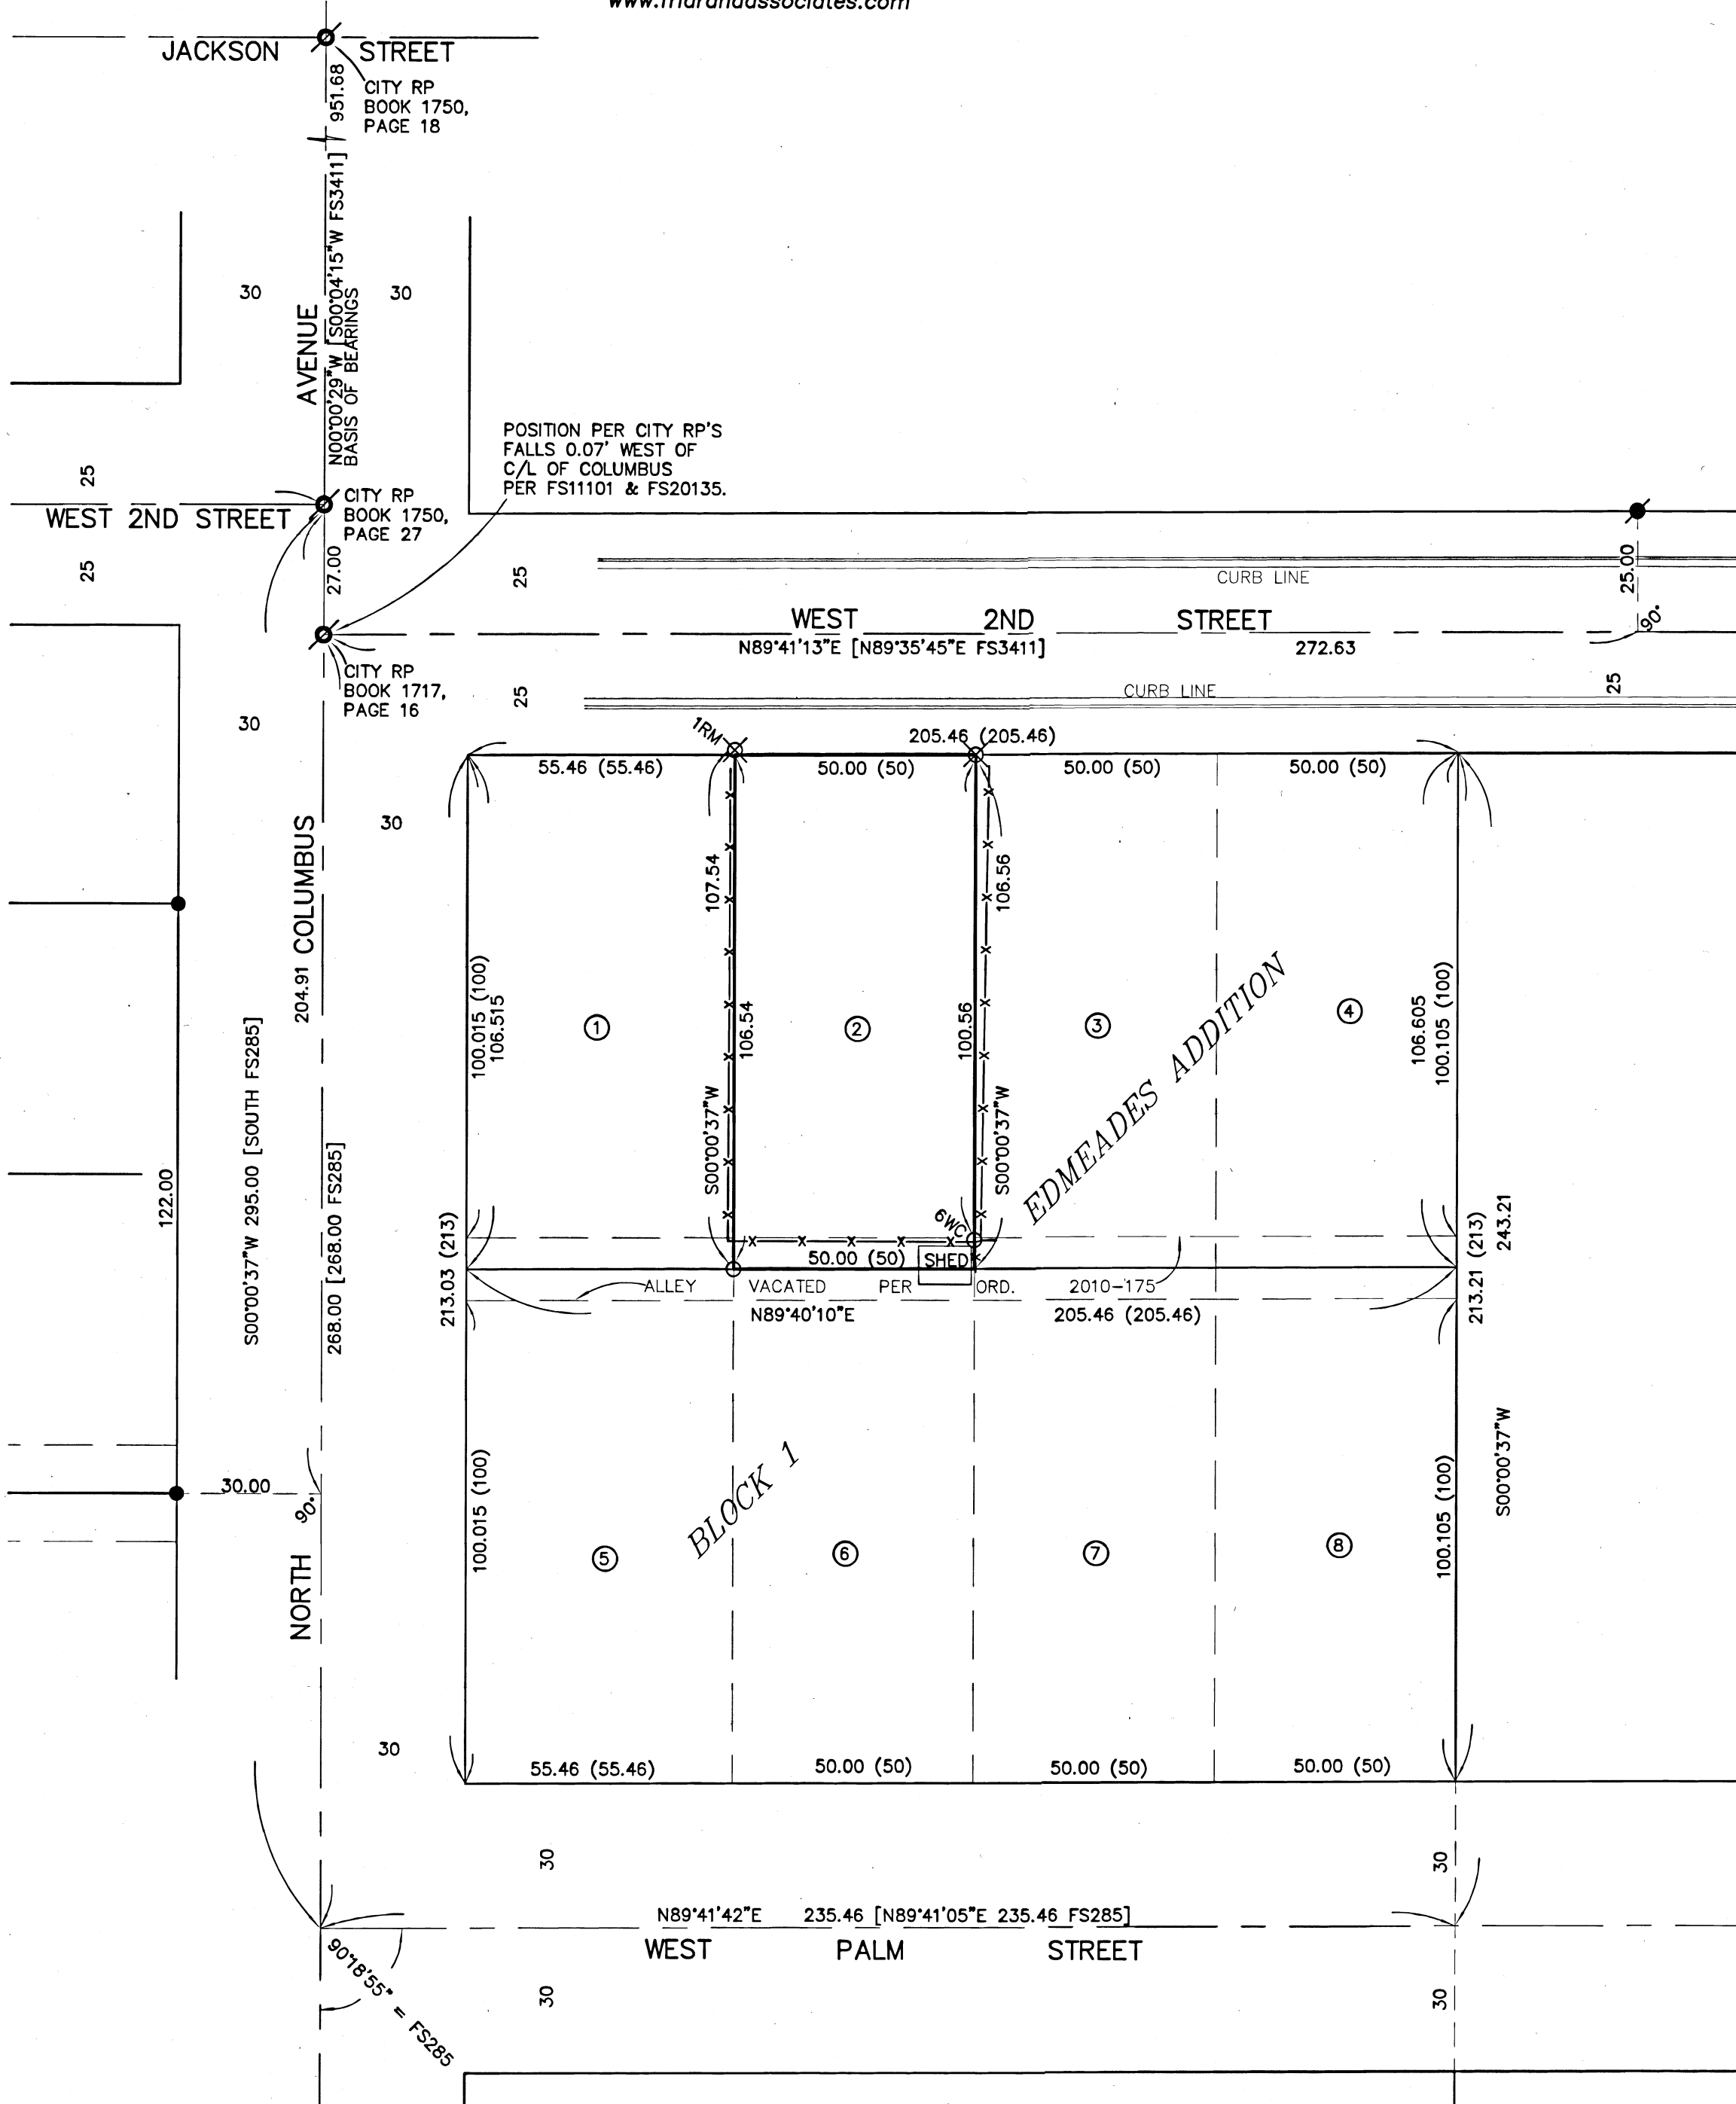 www.marandassociates.com
JACKSON STREET
951.68
CITY RP
BOOK 1750,
PAGE 18
N00°00'29"W [S00°04'15"W FS3411]
BASIS OF BEARINGS
30
AVENUE
30
POSITION PER CITY RP'S
FALLS 0.07' WEST OF
C/L OF COLUMBUS
PER FS11101 & FS20135.
25
WEST 2ND STREET
CITY RP
BOOK 1750,
PAGE 27
25
27.00
25
CURB LINE
25.00
WEST 2ND STREET
90°
N89°41'13"E [N89°35'45"E FS3411]
272.63
CITY RP
BOOK 1717,
PAGE 16
25
CURB LINE
25
30
1RM
205.46 (205.46)
55.46 (55.46)
50.00 (50)
50.00 (50)
50.00 (50)
30
COLUMBUS
204.91
107.54
106.56
100.015 (100)
106.515
1
106.54
2
100.56
3
4
106.605
100.105 (100)
EDMEADES ADDITION
S00°00'37"W 295.00 [SOUTH FS285]
268.00 [268.00 FS285]
122.00
S00°00'37"W
S00°00'37"W
213.03 (213)
6WC
50.00 (50)
SHED
213.21 (213)
243.21
ALLEY VACATED PER ORD. 2010-175
N89°40'10"E
205.46 (205.46)
30.00
90°
NORTH
100.015 (100)
BLOCK 1
5
6
7
8
100.105 (100)
S00°00'37"W
30
55.46 (55.46)
50.00 (50)
50.00 (50)
50.00 (50)
30
30
N89°41'42"E 235.46 [N89°41'05"E 235.46 FS285]
WEST PALM STREET
90°18'55" = FS285
30
30